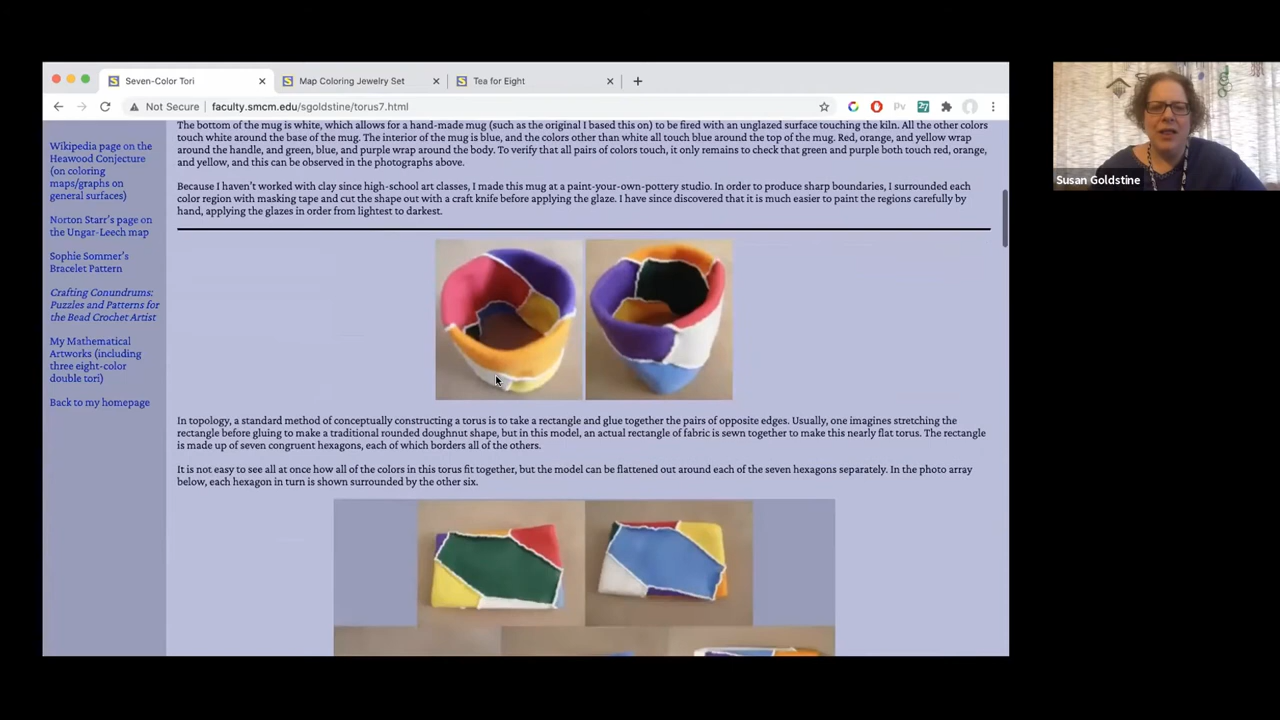 Seven-Color Tori
Map Coloring Jewelry Set
Tea for Eight
Not Secure
faculty.smcm.edu/sgoldstine/torus7.html
Pv
27
Wikipedia page on the
Heawood Conjecture
(on coloring
maps/graphs on
general surfaces)
Norton Starr's page on
the Ungar-Leech map
Sophie Sommer's
Bracelet Pattern
Crafting Conundrums:
Puzzles and Patterns for
the Bead Crochet Artist
My Mathematical
Artworks (including
three eight-color
double tori)
Back to my homepage
The bottom of the mug is white, which allows for a hand-made mug (such as the original I based this on) to be fired with an unglazed surface touching the kiln. All the other colors
touch white around the base of the mug. The interior of the mug is blue, and the colors other than white all touch blue around the top of the mug. Red, orange, and yellow wrap
around the handle, and green, blue, and purple wrap around the body. To verify that all pairs of colors touch, it only remains to check that green and purple both touch red, orange,
and yellow, and this can be observed in the photographs above.
Because I haven't worked with clay since high-school art classes, I made this mug at a paint-your-own-pottery studio. In order to produce sharp boundaries, I surrounded each
color region with masking tape and cut the shape out with a craft knife before applying the glaze. I have since discovered that it is much easier to paint the regions carefully by
hand, applying the glazes in order from lightest to darkest.
In topology, a standard method of conceptually constructing a torus is to take a rectangle and glue together the pairs of opposite edges. Usually, one imagines stretching the
rectangle before gluing to make a traditional rounded doughnut shape, but in this model, an actual rectangle of fabric is sewn together to make this nearly flat torus. The rectangle
is made up of seven congruent hexagons, each of which borders all of the others.
It is not easy to see all at once how all of the colors in this torus fit together, but the model can be flattened out around each of the seven hexagons separately. In the photo array
below, each hexagon in turn is shown surrounded by the other six.
Susan Goldstine